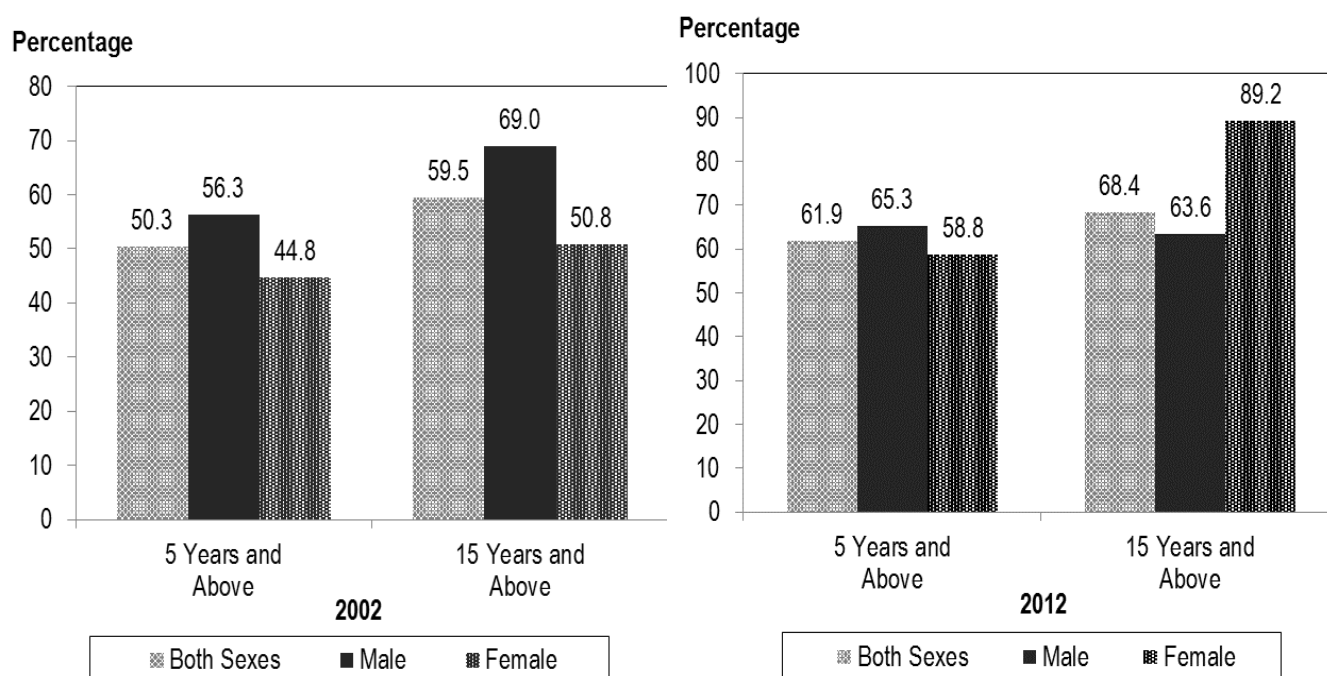 Percentage
80
70
60
50
40
30
20
10
0
50.3
56.3
44.8
59.5
69.0
50.8
5 Years and
Above
15 Years and
Above
2002
Both Sexes Male Female
Percentage
100
90
80
70
60
50
40
30
20
10
0
61.9
65.3
58.8
68.4
63.6
89.2
5 Years and
Above
15 Years and
Above
2012
Both Sexes Male Female